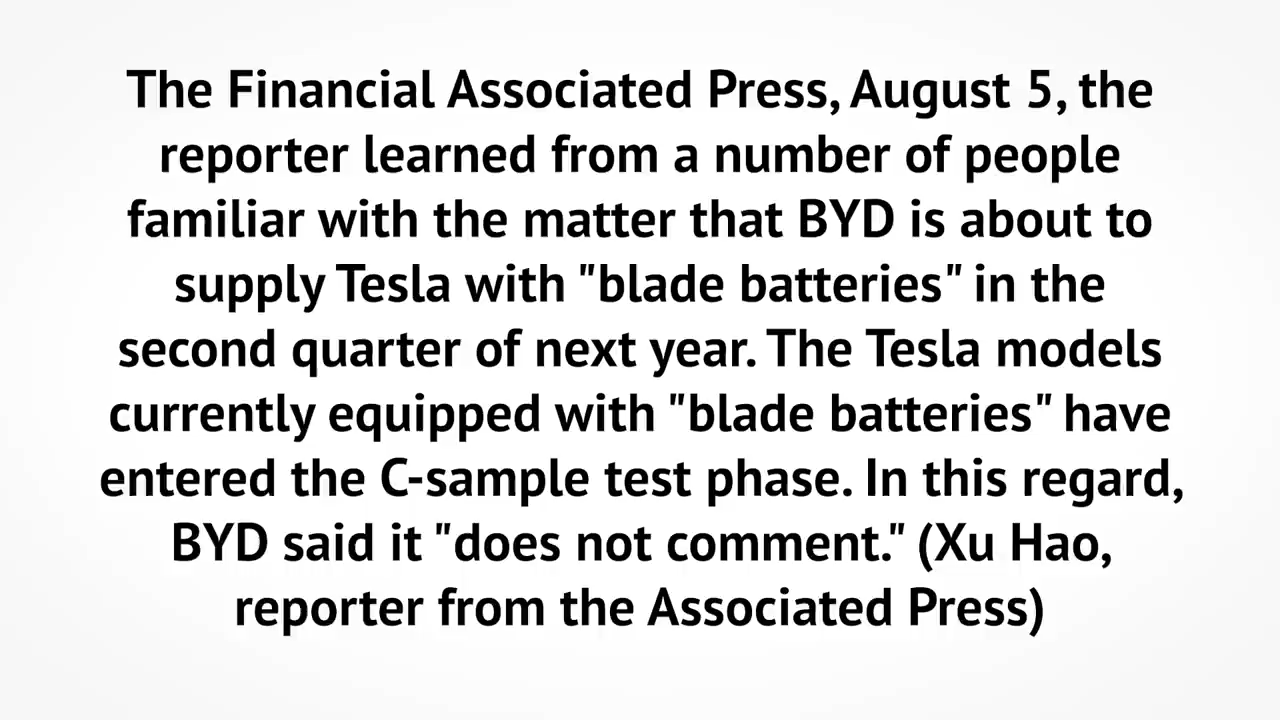 The Financial Associated Press, August 5, the
reporter learned from a number of people
familiar with the matter that BYD is about to
supply Tesla with "blade batteries" in the
second quarter of next year. The Tesla models
currently equipped with "blade batteries" have
entered the C-sample test phase. In this regard,
BYD said it "does not comment." (Xu Hao,
reporter from the Associated Press)